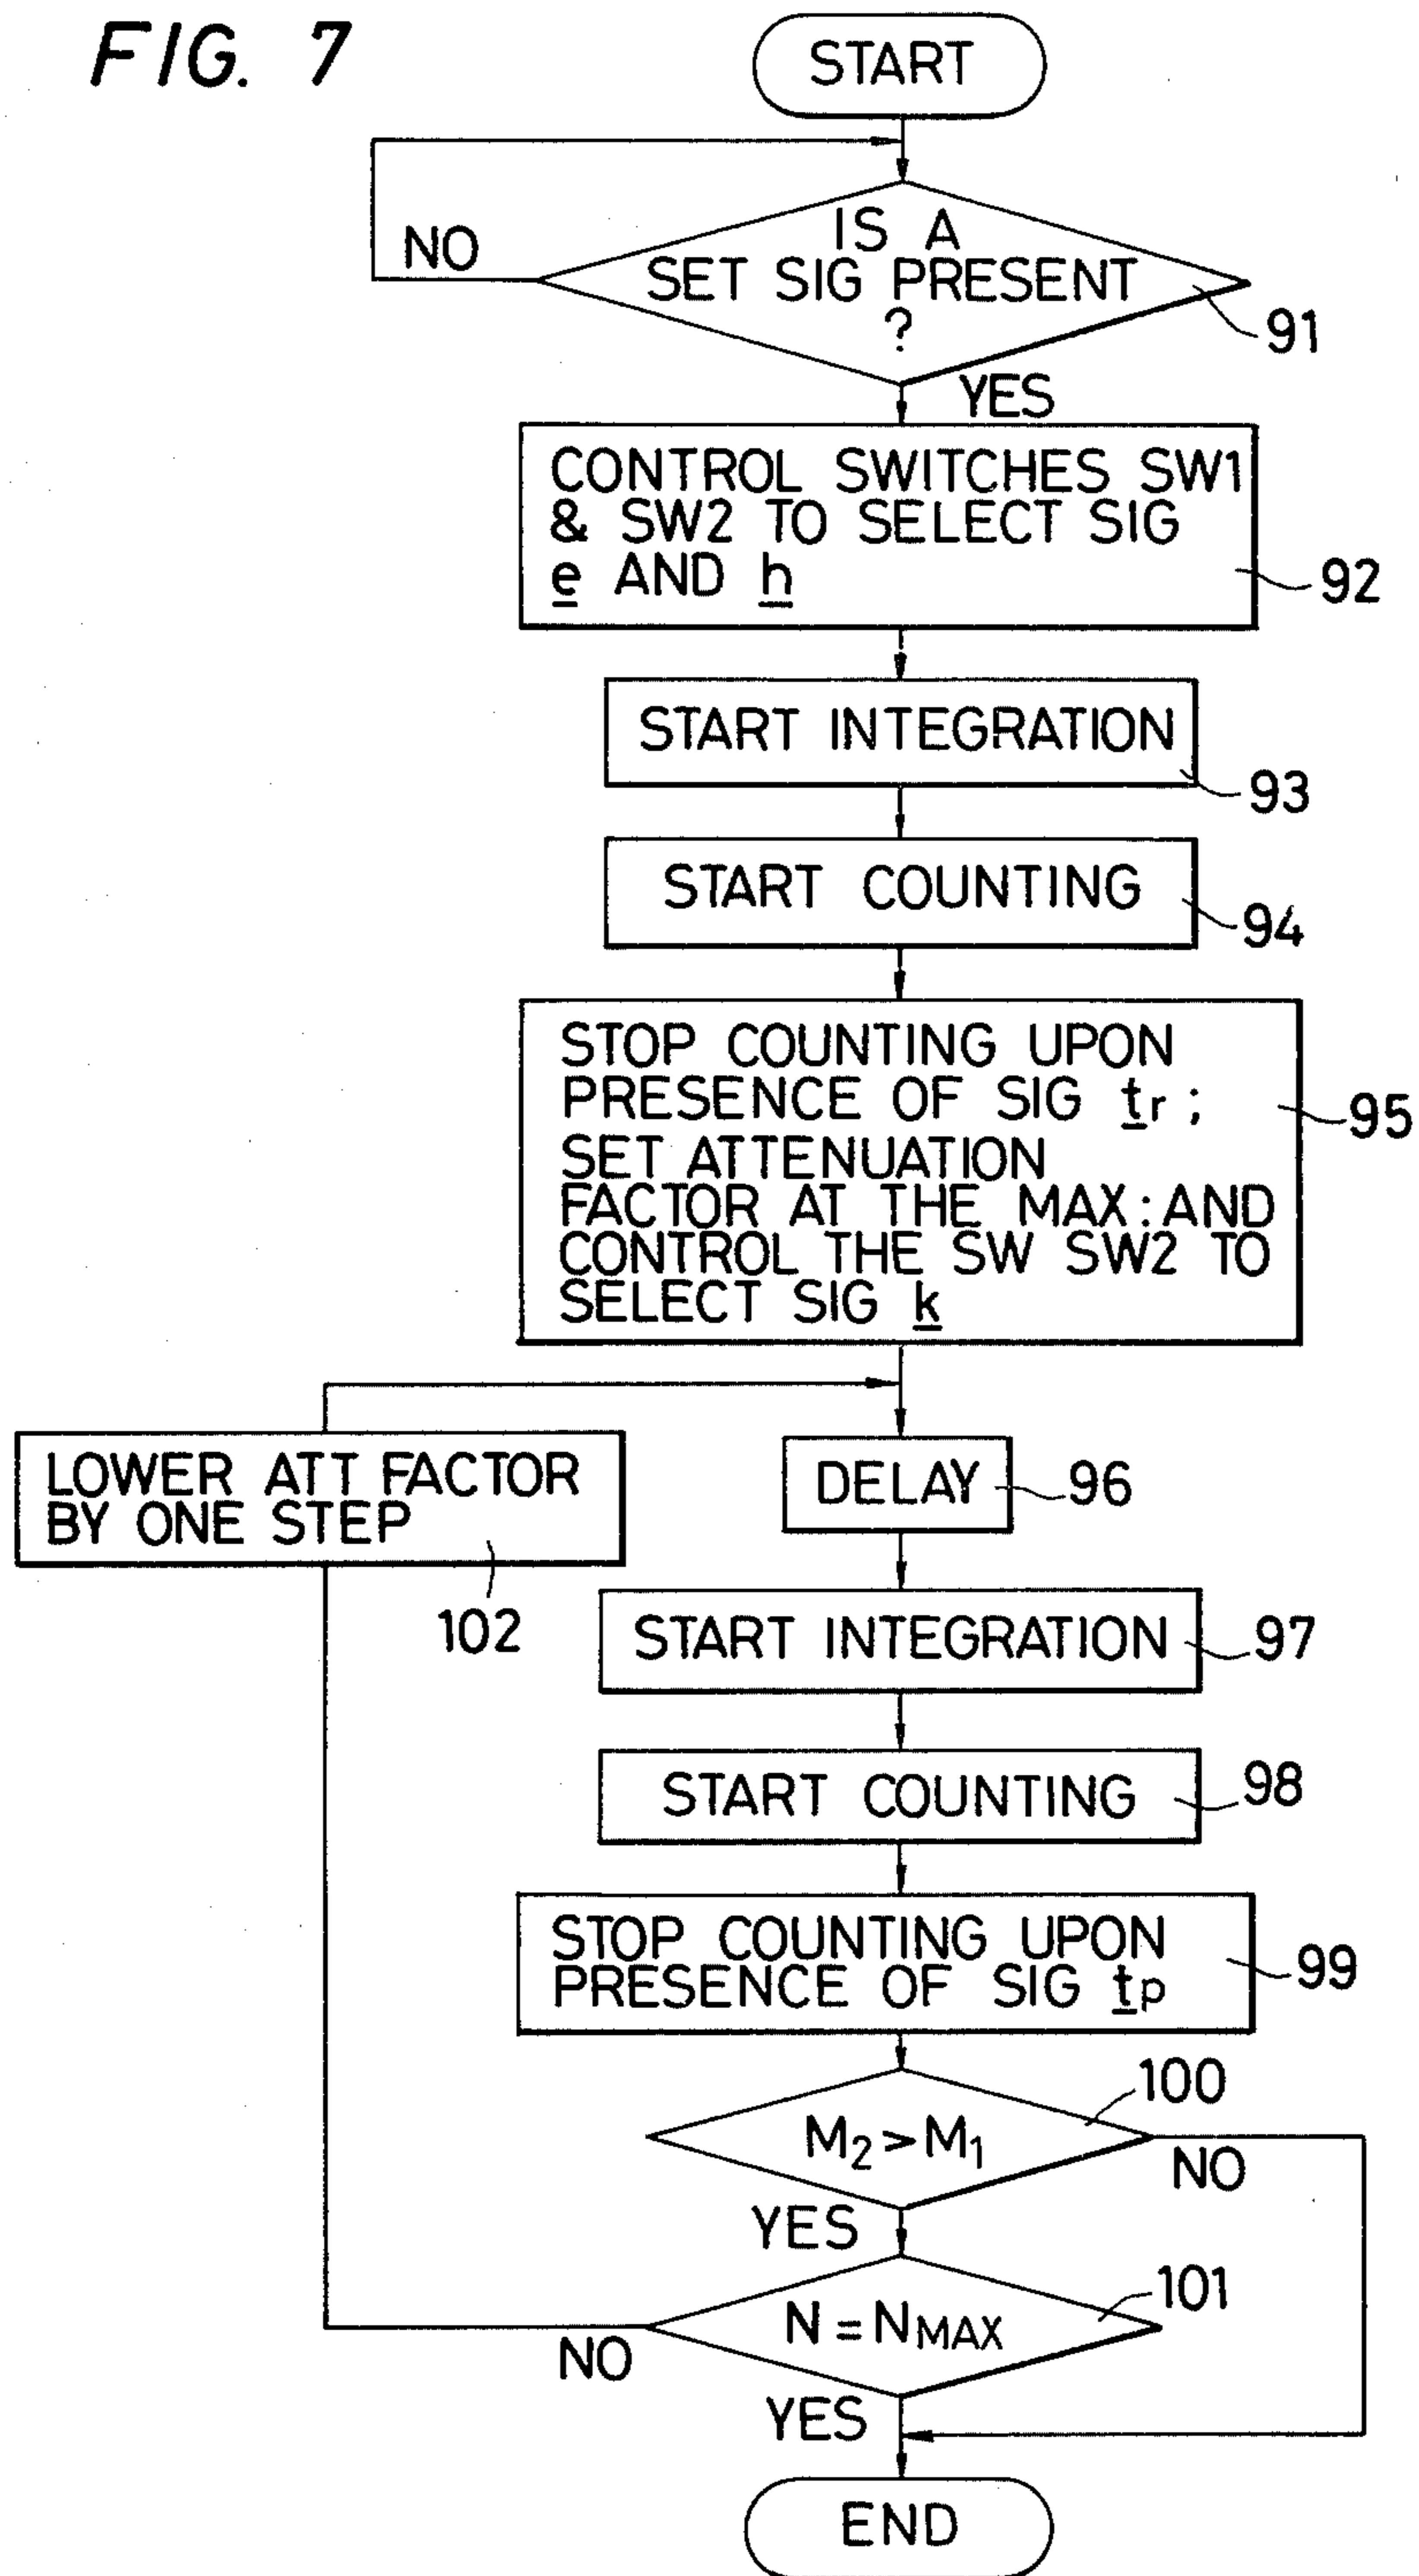 FIG. 7
START
NO
IS A
SET SIG PRESENT
?
91
YES
CONTROL SWITCHES SW1
& SW2 TO SELECT SIG
e AND h
92
START INTEGRATION
93
START COUNTING
94
STOP COUNTING UPON
PRESENCE OF SIG tr ;
SET ATTENUATION
FACTOR AT THE MAX: AND
CONTROL THE SW SW2 TO
SELECT SIG k
95
LOWER ATT FACTOR
BY ONE STEP
102
DELAY
96
START INTEGRATION
97
START COUNTING
98
STOP COUNTING UPON
PRESENCE OF SIG tp
99
M2 > M1
100
NO
YES
N = NMAX
101
NO
YES
END